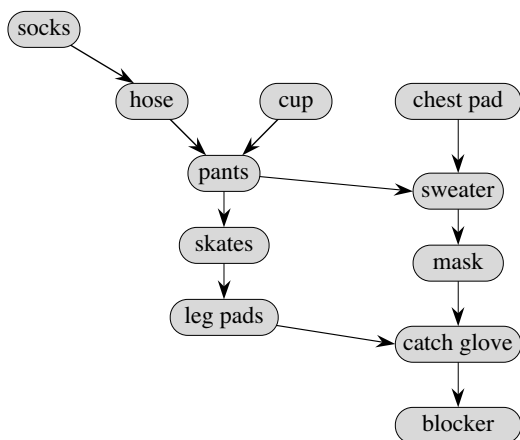 socks
hose
cup
chest pad
pants
sweater
skates
mask
leg pads
catch glove
blocker